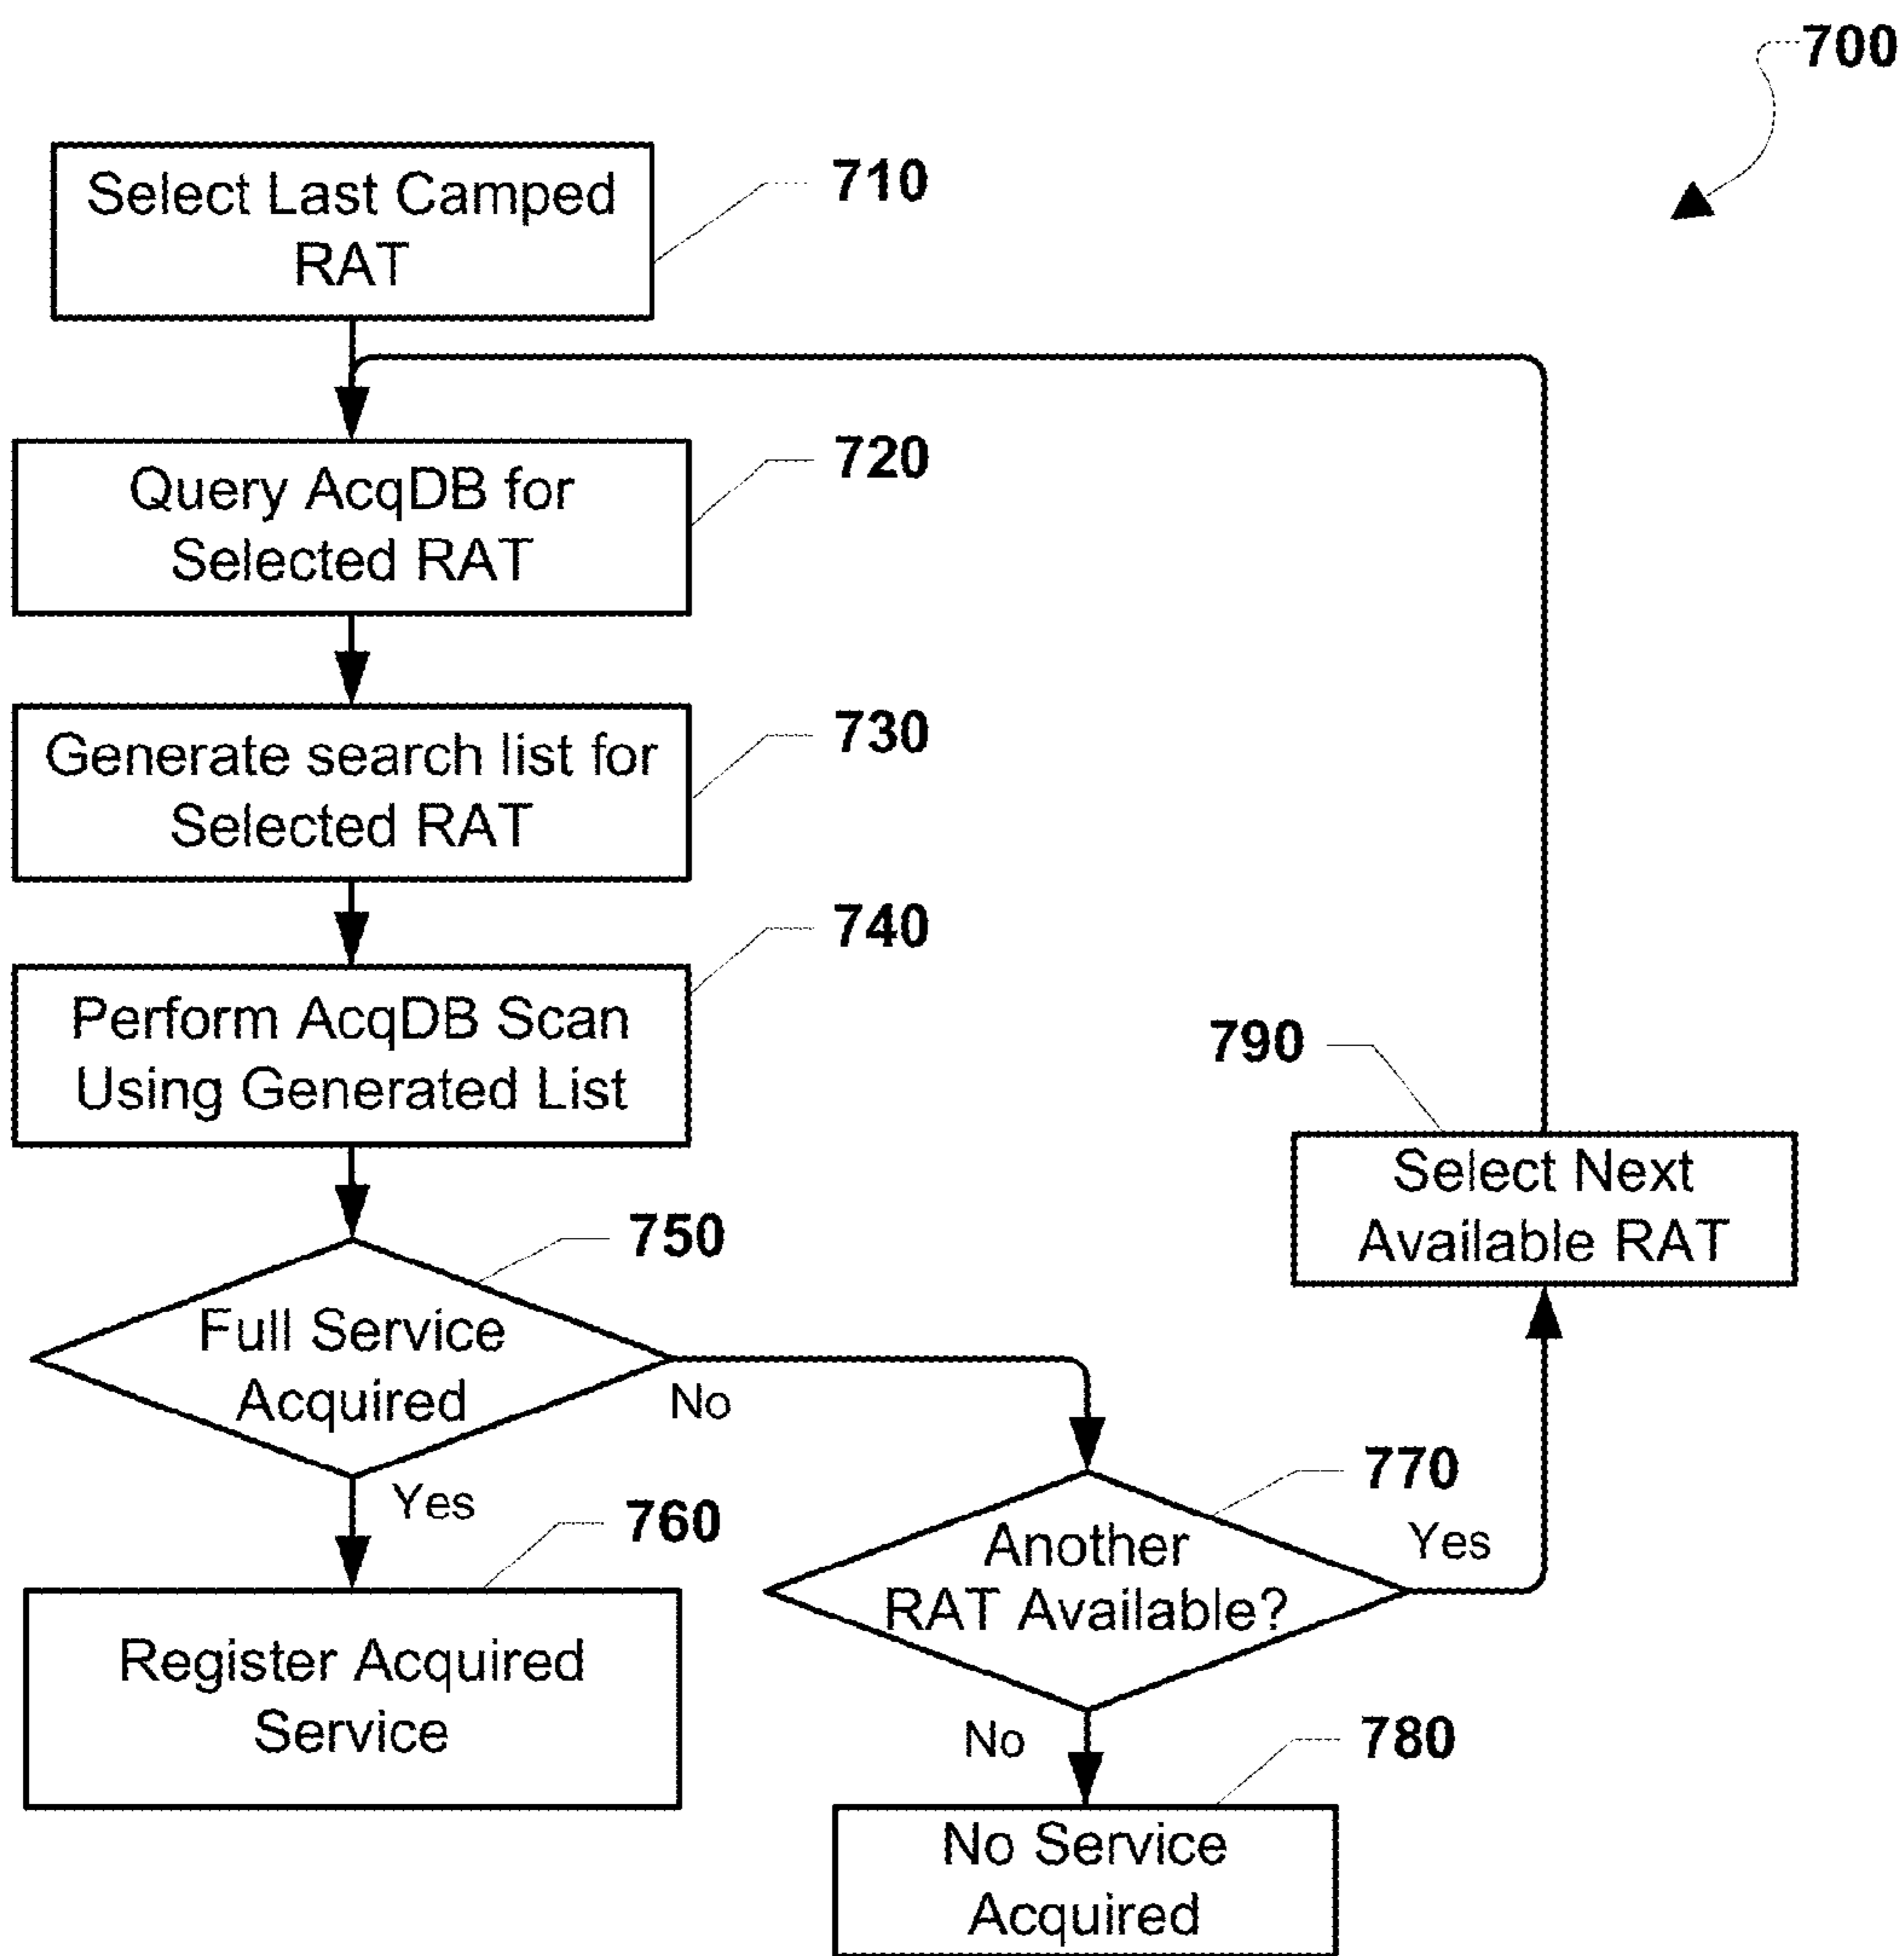 700
Select Last Camped
RAT
710
Query AcqDB for
Selected RAT
720
Generate search list for
Selected RAT
730
Perform AcqDB Scan
Using Generated List
740
790
Select Next
Available RAT
750
Full Service
Acquired
No
Yes
760
Register Acquired
Service
770
Another
RAT Available?
Yes
No
780
No Service
Acquired